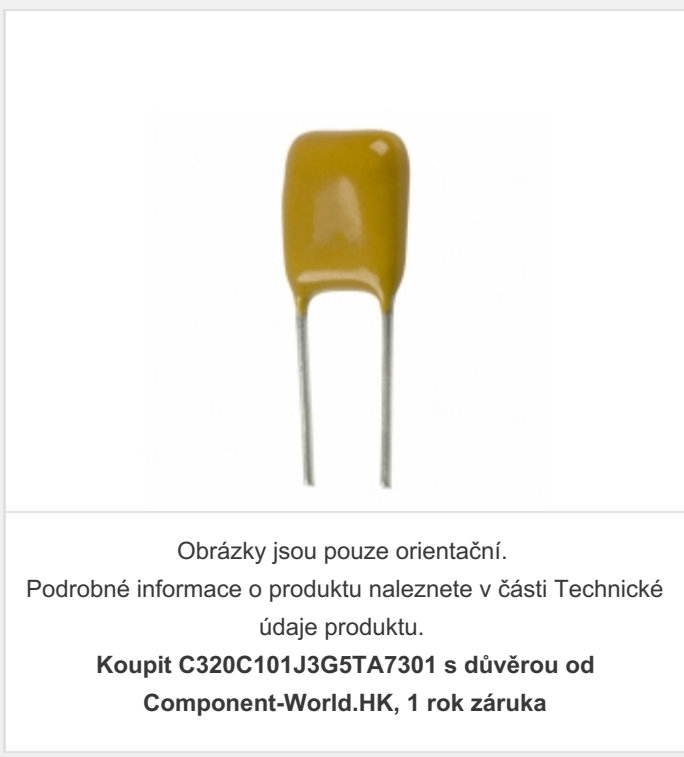 Obrázky jsou pouze orientační.
Podrobné informace o produktu naleznete v části Technické
údaje produktu.
Koupit C320C101J3G5TA7301 s důvěrou od
Component-World.HK, 1 rok záruka